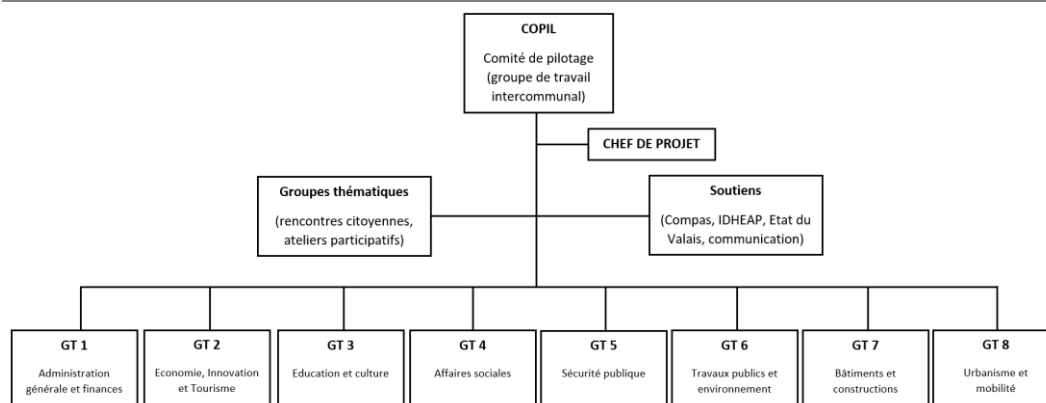 COPIL
Comité de pilotage
(groupe de travail
intercommunal)
CHEF DE PROJET
Groupes thématiques
(rencontres citoyennes,
ateliers participatifs)
Soutiens
(Compas, IDHEAP, Etat du
Valais, communication)
GT 1
Administration
générale et finances
GT 2
Economie, Innovation
et Tourisme
GT 3
Education et culture
GT 4
Affaires sociales
GT 5
Sécurité publique
GT 6
Travaux publics et
environnement
GT 7
Bâtiments et
constructions
GT 8
Urbanisme et
mobilité